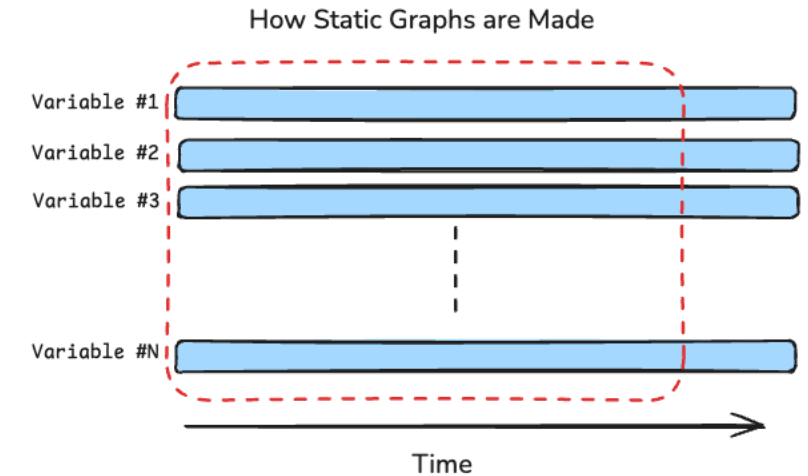 How Static Graphs are Made
Variable #1
Variable #2
Variable #3
Variable #N
Time